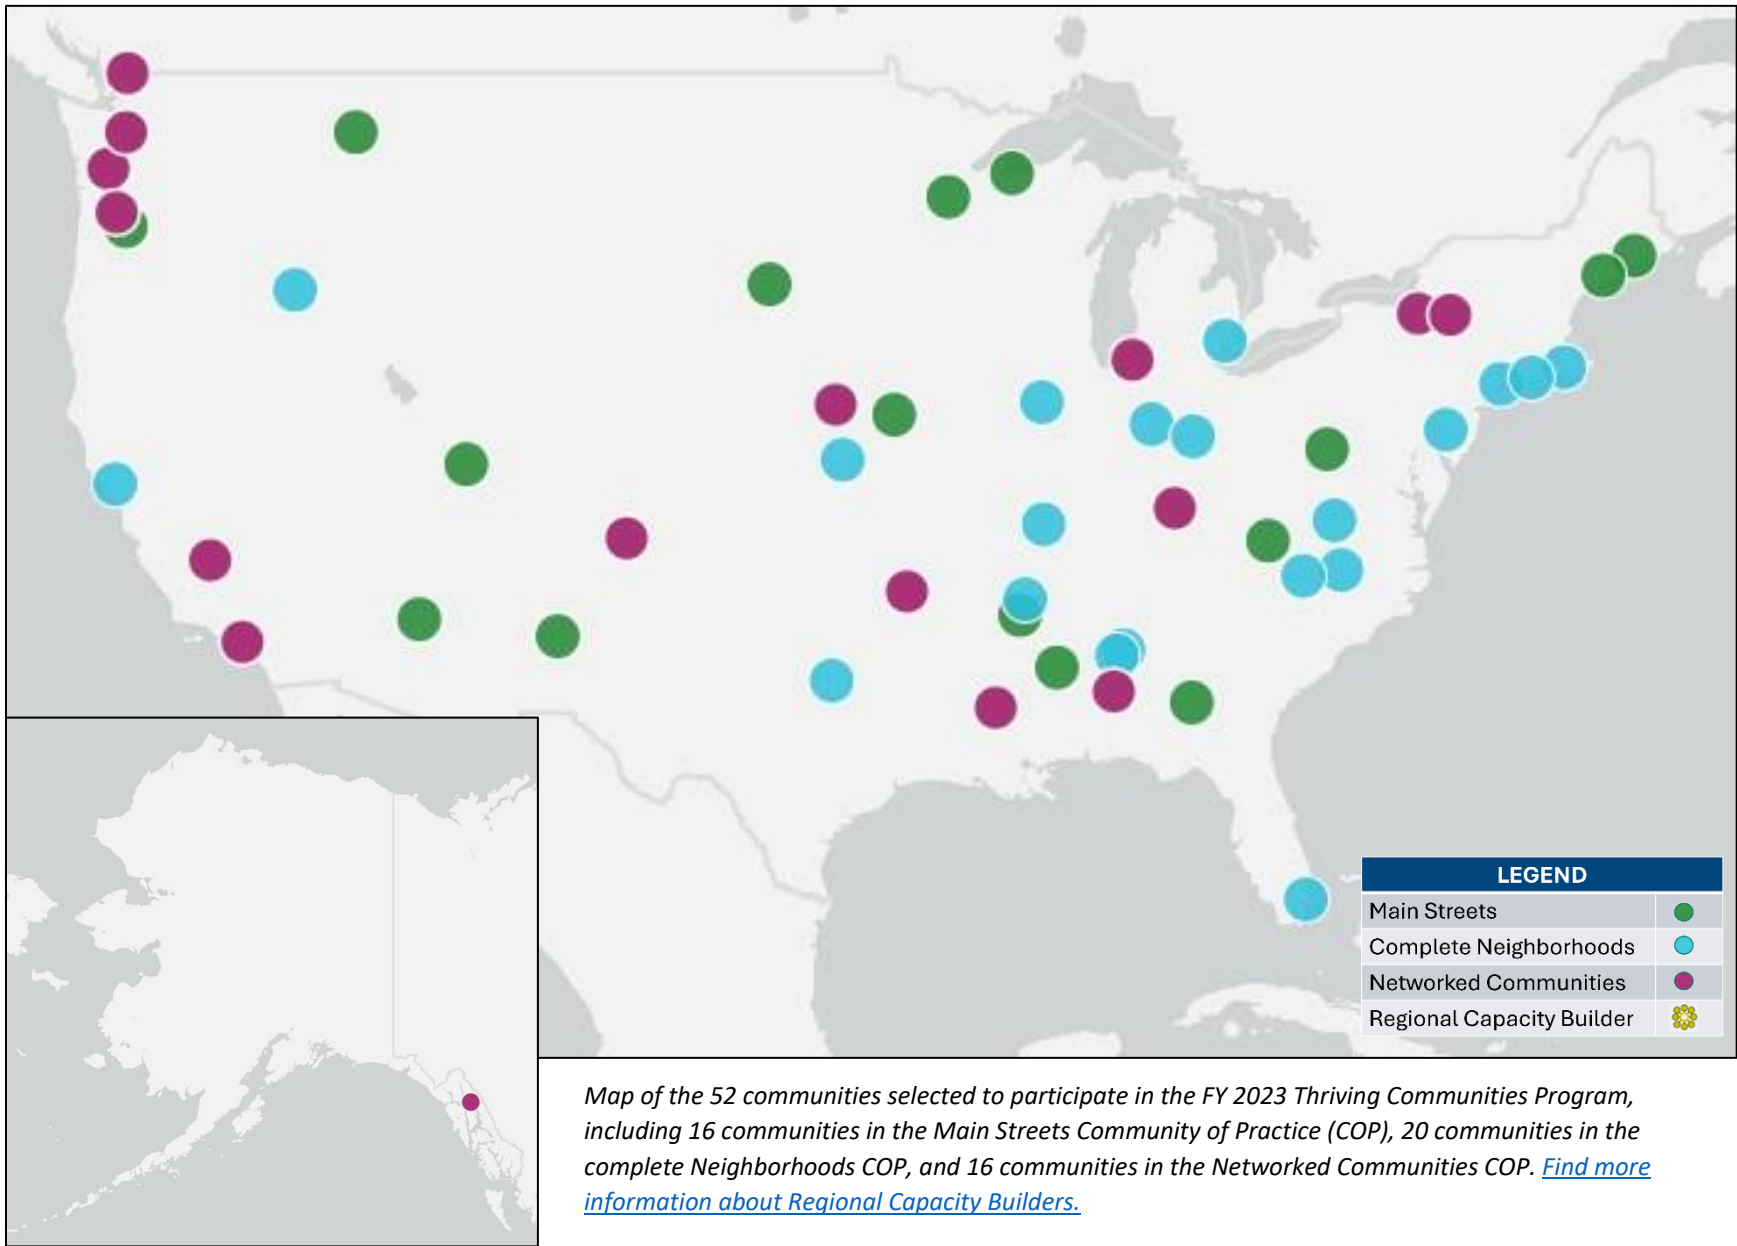 LEGEND
Main Streets
Complete Neighborhoods
Networked Communities
Regional Capacity Builder
Map of the 52 communities selected to participate in the FY 2023 Thriving Communities Program,
including 16 communities in the Main Streets Community of Practice (COP), 20 communities in the
complete Neighborhoods COP, and 16 communities in the Networked Communities COP. Find more
information about Regional Capacity Builders.